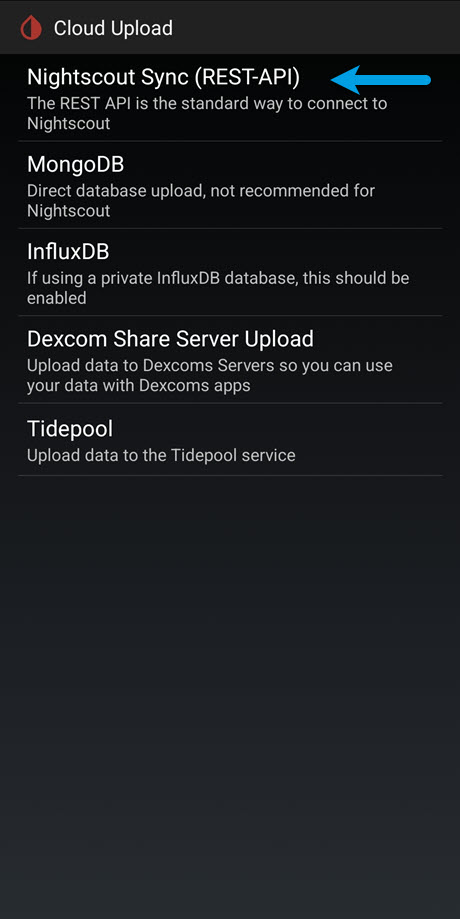 Cloud Upload
Nightscout Sync (REST-API)
The REST API is the standard way to connect to
Nightscout
MongoDB
Direct database upload, not recommended for
Nightscout
InfluxDB
If using a private InfluxDB database, this should be
enabled
Dexcom Share Server Upload
Upload data to Dexcoms Servers so you can use
your data with Dexcoms apps
Tidepool
Upload data to the Tidepool service